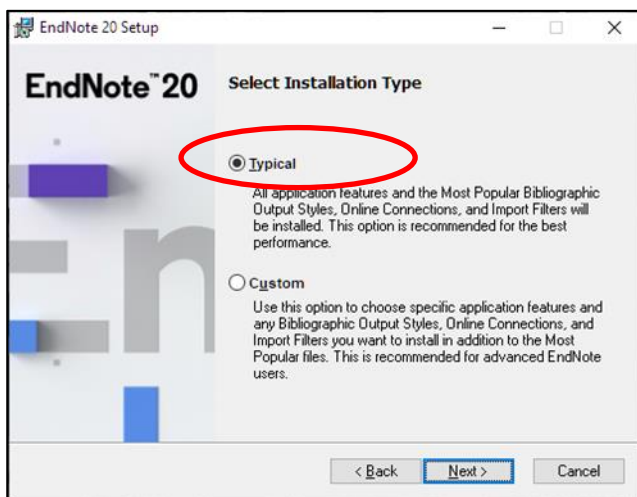 EndNote 20 Setup
EndNote™20
Select Installation Type
Typical
All application features and the Most Popular Bibliographic
Output Styles, Online Connections, and Import Filters will
be installed. This option is recommended for the best
performance.
Custom
Use this option to choose specific application features and
any Bibliographic Output Styles, Online Connections, and
Import Filters you want to install in addition to the Most
Popular files. This is recommended for advanced EndNote
users.
< Back Next > Cancel